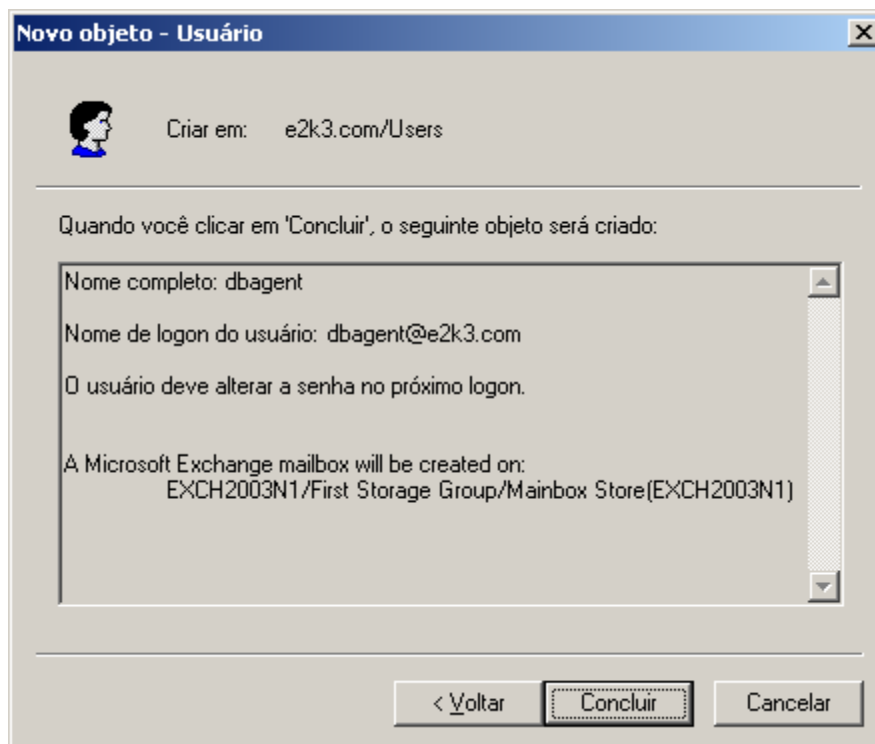 Novo objeto - Usuário
Criar em: e2k3.com/Users
Quando você clicar em 'Concluir', o seguinte objeto será criado:
Nome completo: dbagent
Nome de logon do usuário: dbagent@e2k3.com
O usuário deve alterar a senha no próximo logon.
A Microsoft Exchange mailbox will be created on:
EXCH2003N1/First Storage Group/Mainbox Store(EXCH2003N1)
< Voltar Concluir Cancelar